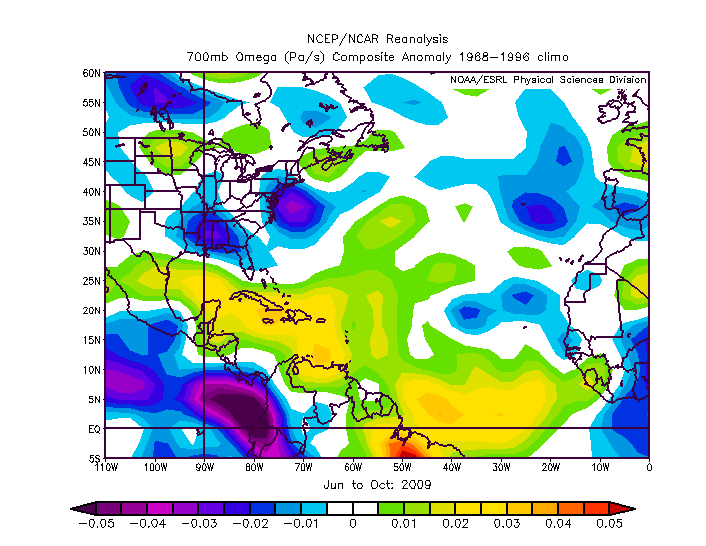 NCEP/NCAR Reanalysis
700mb Omega (Pa/s) Composite Anomaly 1968-1996 climo
NOAA/ESRL Physical Sciences Division
60N
55N
50N
45N
40N
35N
30N
25N
20N
15N
10N
5N
EQ
5S
110W 100W 90W 80W 70W 60W 50W 40W 30W 20W 10W 0
Jun to Oct: 2009
-0.05 -0.04 -0.03 -0.02 -0.01 0 0.01 0.02 0.03 0.04 0.05